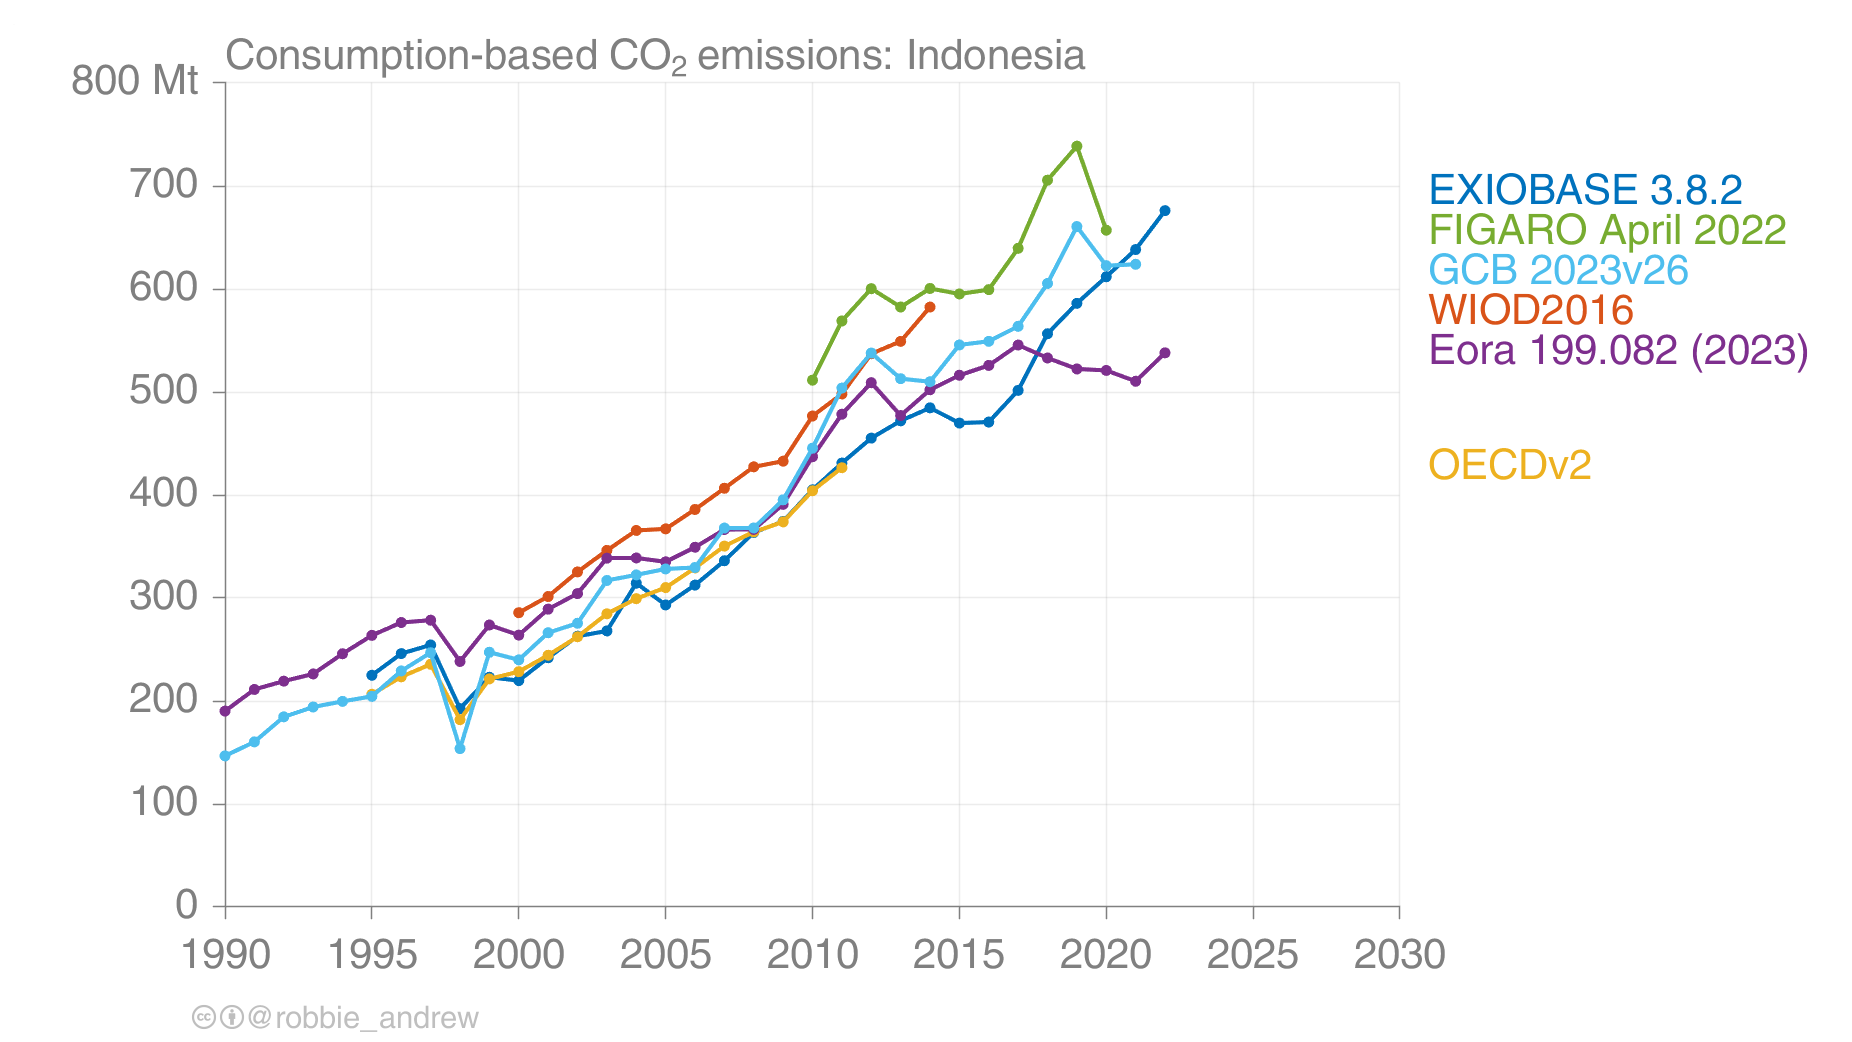 Consumption-based CO₂ emissions: Indonesia
800 Mt
700
600
500
400
300
200
100
0
1990 1995 2000 2005 2010 2015 2020 2025 2030
EXIOBASE 3.8.2
FIGARO April 2022
GCB 2023v26
WIOD2016
Eora 199.082 (2023)
OECDv2
cc @robbie_andrew